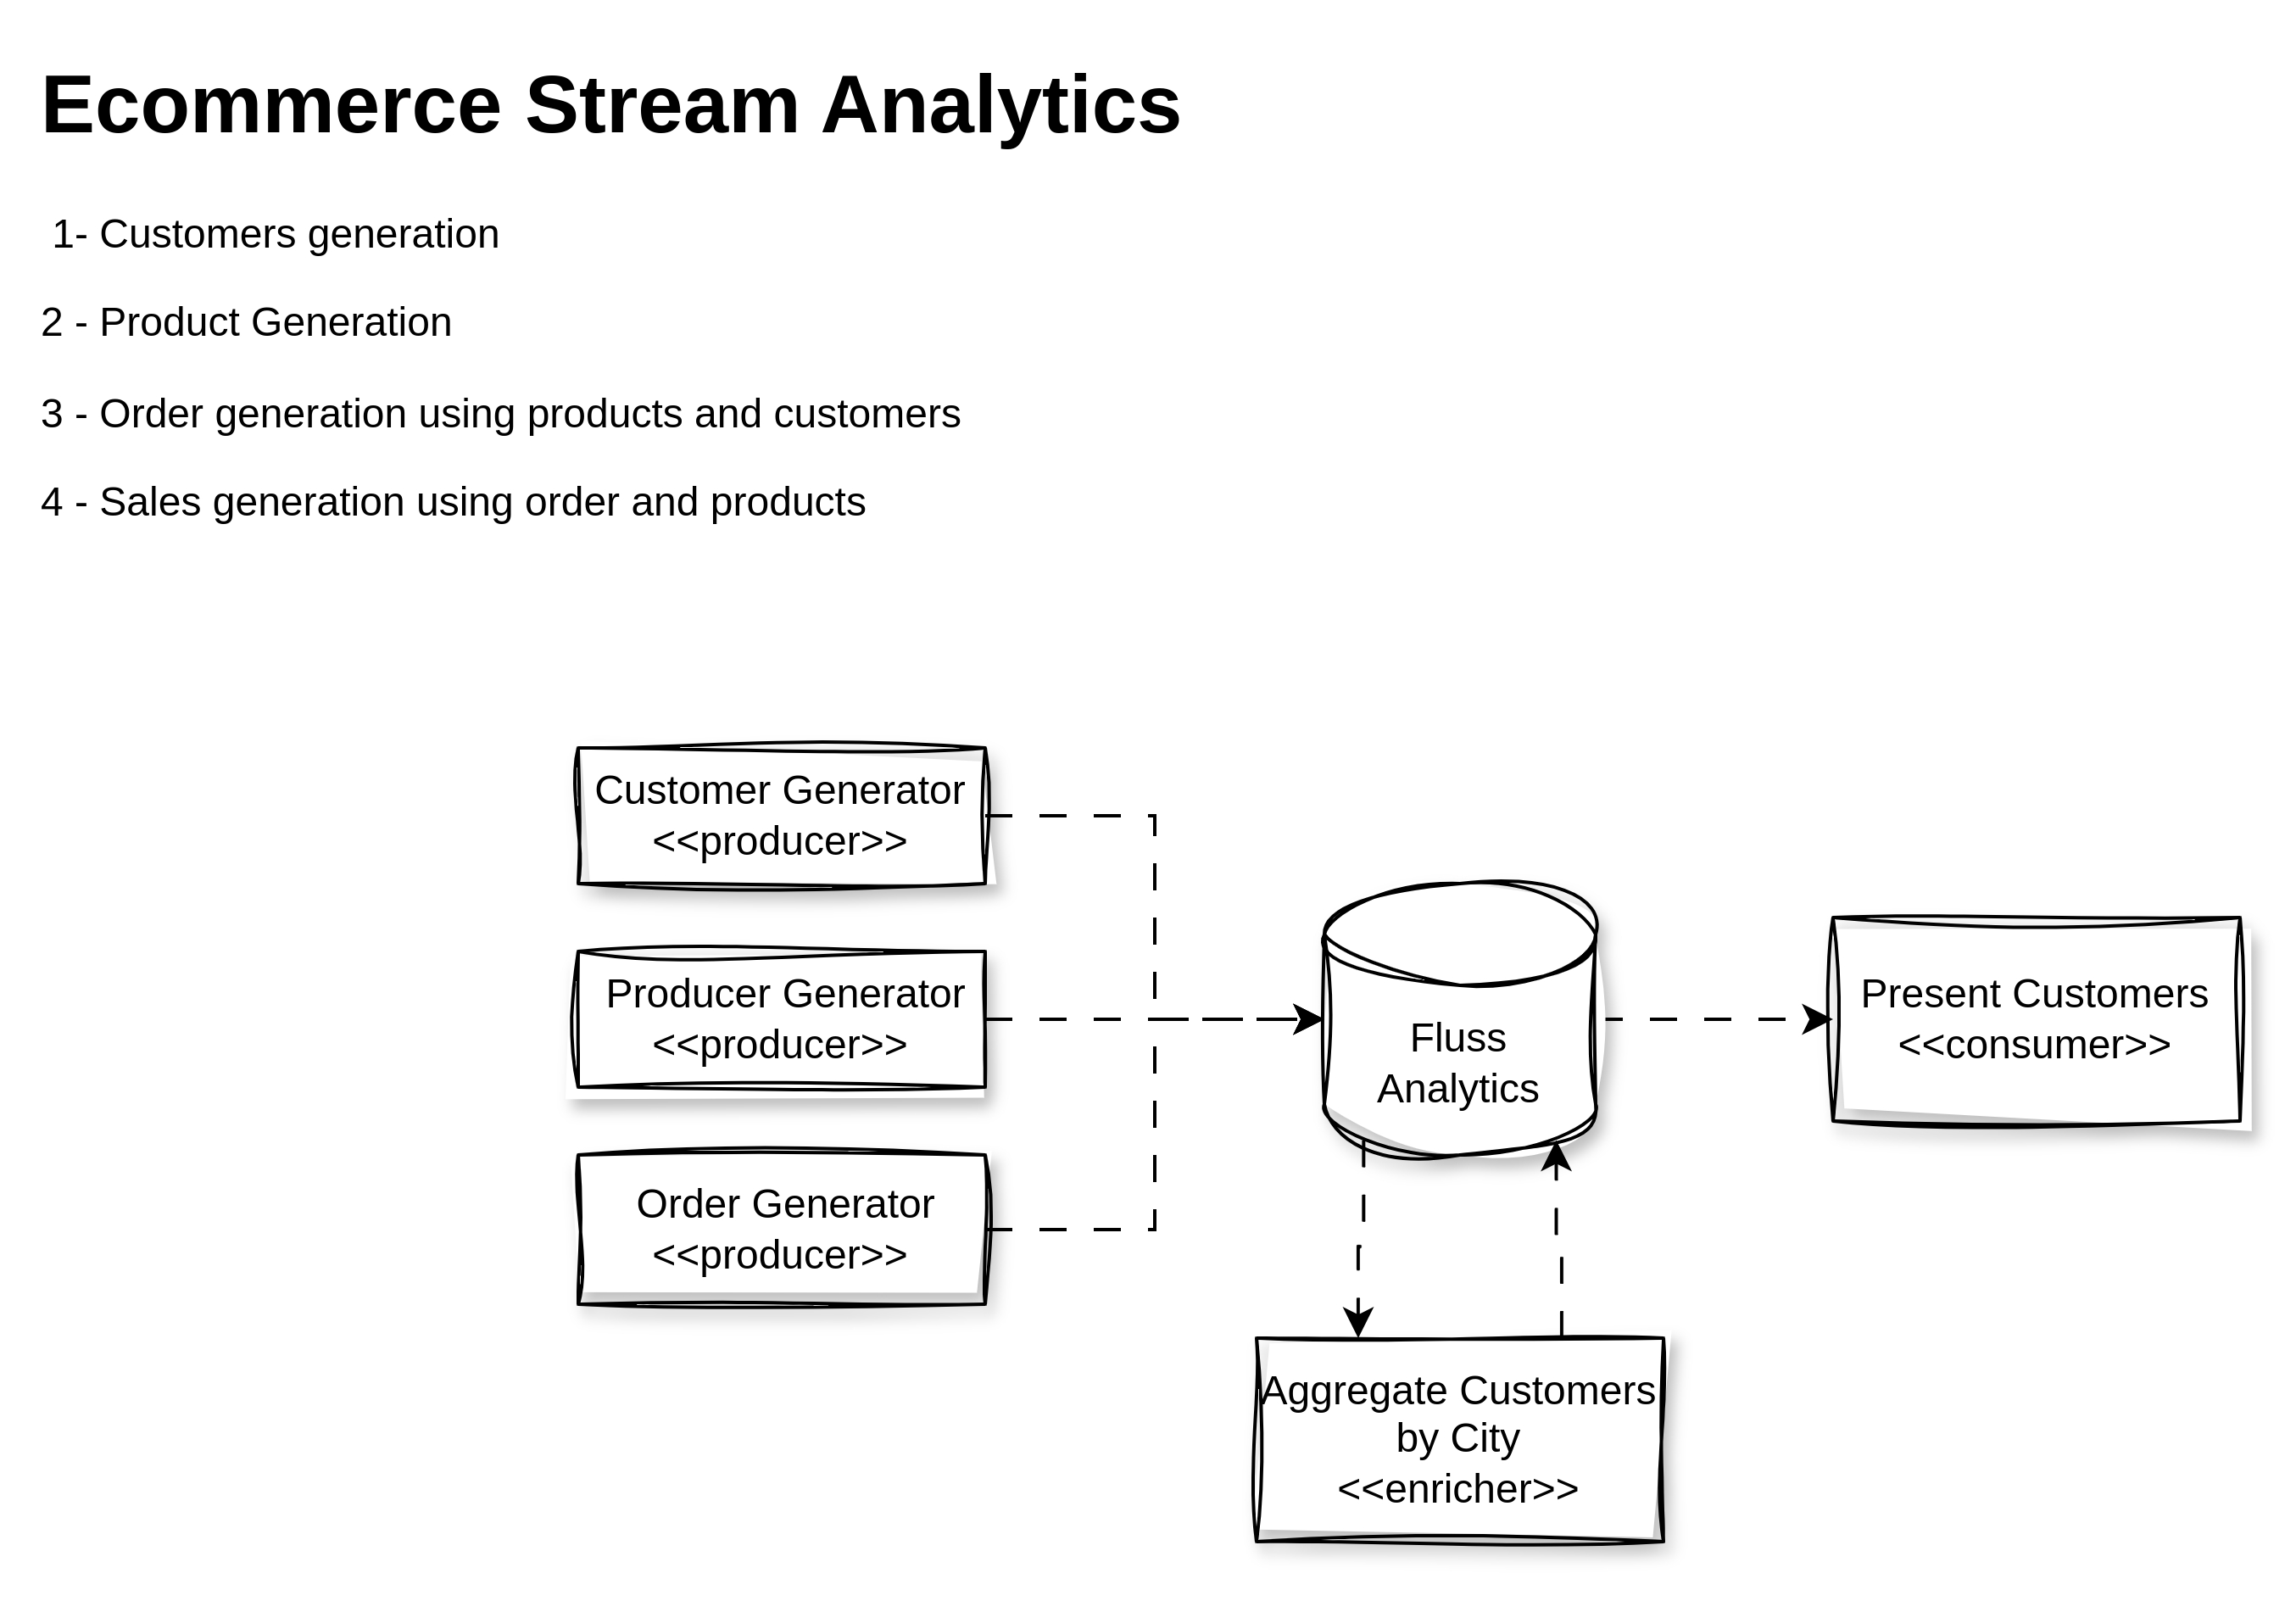 Ecommerce Stream Analytics
1- Customers generation
2 - Product Generation
3 - Order generation using products and customers
4 - Sales generation using order and products
Customer Generator
<<producer>>
Producer Generator
<<producer>>
Order Generator
<<producer>>
Fluss
Analytics
Present Customers
<<consumer>>
Aggregate Customers
by City
<<enricher>>